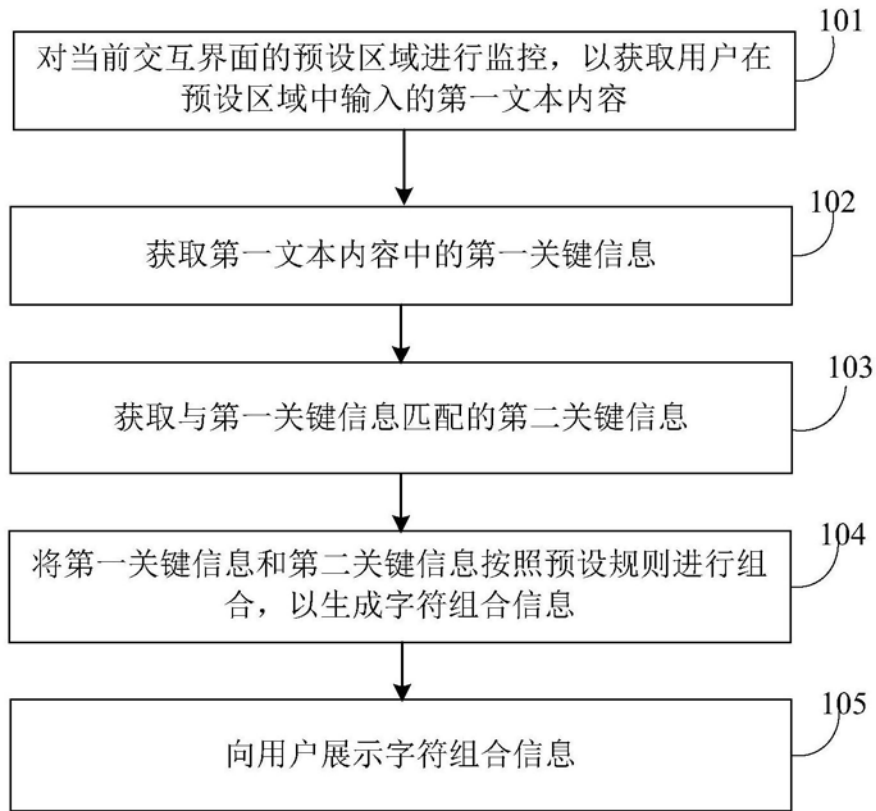 101
对当前交互界面的预设区域进行监控，以获取用户在
预设区域中输入的第一文本内容
102
获取第一文本内容中的第一关键信息
103
获取与第一关键信息匹配的第二关键信息
104
将第一关键信息和第二关键信息按照预设规则进行组
合，以生成字符组合信息
105
向用户展示字符组合信息